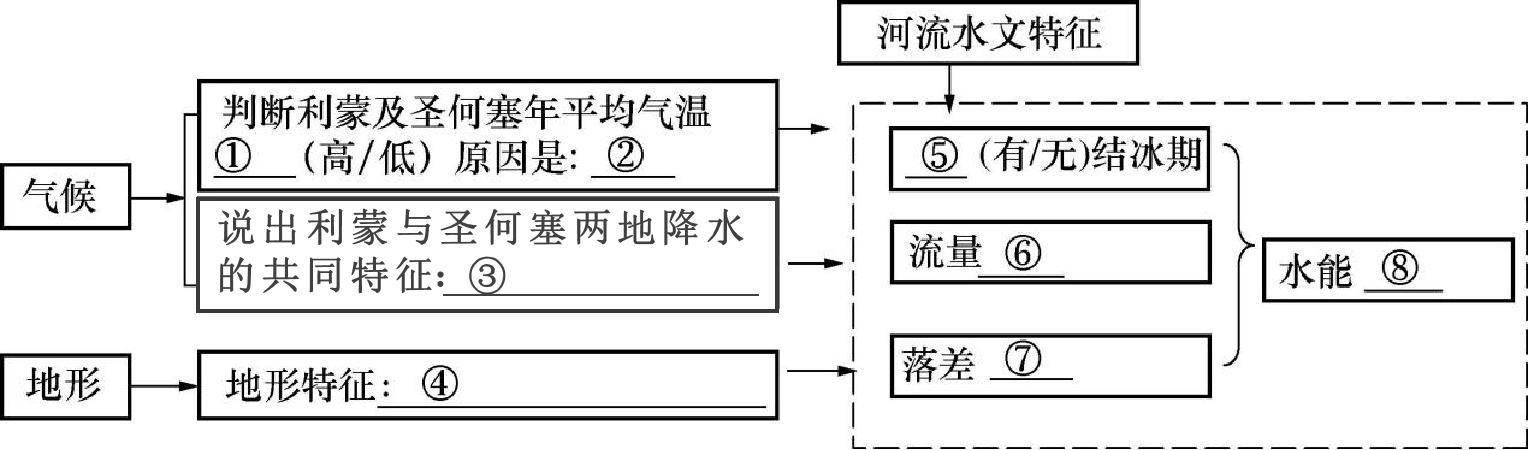 河流水文特征
气候
判断利蒙及圣何塞年平均气温
①（高/低）原因是: ②
说出利蒙与圣何塞两地降水
的共同特征: ③
地形
地形特征: ④
⑤ (有/无)结冰期
流量 ⑥
落差 ⑦
水能 ⑧